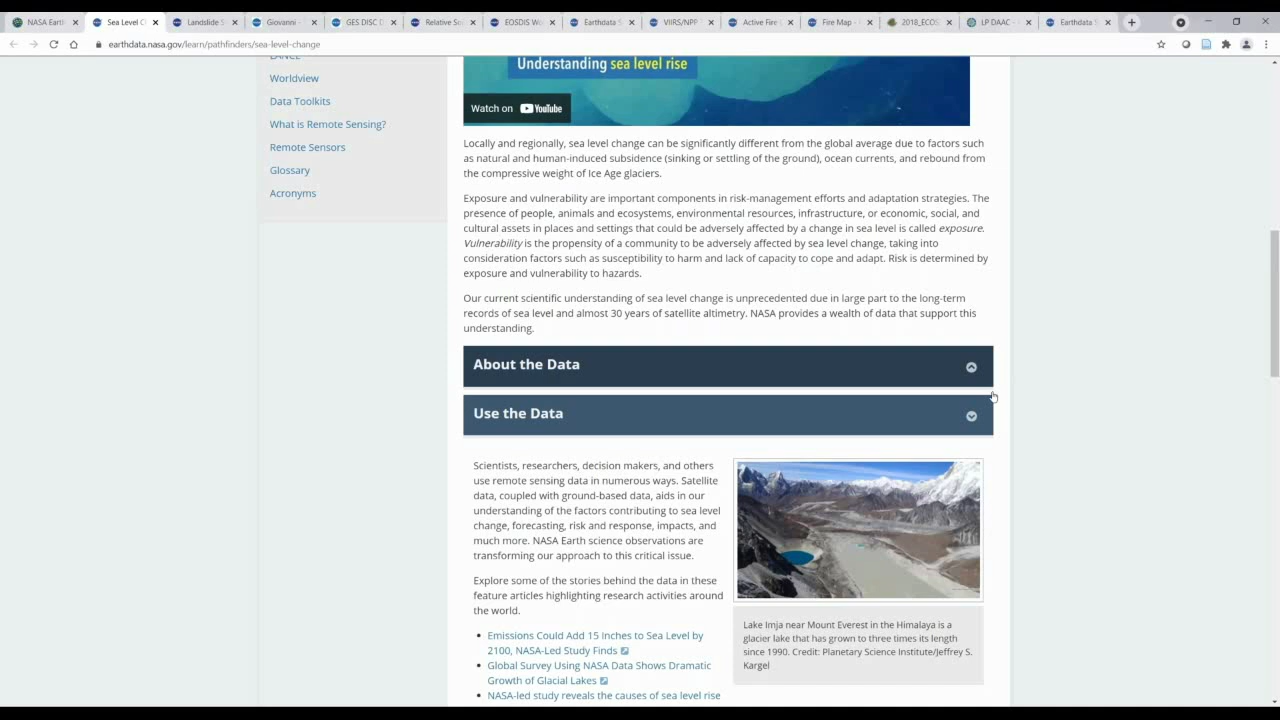 NASA Earth
Sea Level C
Landslide S
Giovanni -
GES DISC D
Relative So
EOSDIS Wo
Earthdata S
VIIRS/NPP
Active Fire
Fire Map -
2018_ECOS
LP DAAC -
Earthdata S
earthdata.nasa.gov/learn/pathfinders/sea-level-change
LANCE
Worldview
Data Toolkits
What is Remote Sensing?
Remote Sensors
Glossary
Acronyms
Understanding sea level rise
Watch on YouTube
Locally and regionally, sea level change can be significantly different from the global average due to factors such
as natural and human-induced subsidence (sinking or settling of the ground), ocean currents, and rebound from
the compressive weight of Ice Age glaciers.
Exposure and vulnerability are important components in risk-management efforts and adaptation strategies. The
presence of people, animals and ecosystems, environmental resources, infrastructure, or economic, social, and
cultural assets in places and settings that could be adversely affected by a change in sea level is called exposure.
Vulnerability is the propensity of a community to be adversely affected by sea level change, taking into
consideration factors such as susceptibility to harm and lack of capacity to cope and adapt. Risk is determined by
exposure and vulnerability to hazards.
Our current scientific understanding of sea level change is unprecedented due in large part to the long-term
records of sea level and almost 30 years of satellite altimetry. NASA provides a wealth of data that support this
understanding.
About the Data
Use the Data
Scientists, researchers, decision makers, and others
use remote sensing data in numerous ways. Satellite
data, coupled with ground-based data, aids in our
understanding of the factors contributing to sea level
change, forecasting, risk and response, impacts, and
much more. NASA Earth science observations are
transforming our approach to this critical issue.
Explore some of the stories behind the data in these
feature articles highlighting research activities around
the world.
• Emissions Could Add 15 Inches to Sea Level by
2100, NASA-Led Study Finds
• Global Survey Using NASA Data Shows Dramatic
Growth of Glacial Lakes
• NASA-led study reveals the causes of sea level rise
Lake Imja near Mount Everest in the Himalaya is a
glacier lake that has grown to three times its length
since 1990. Credit: Planetary Science Institute/Jeffrey S.
Kargel